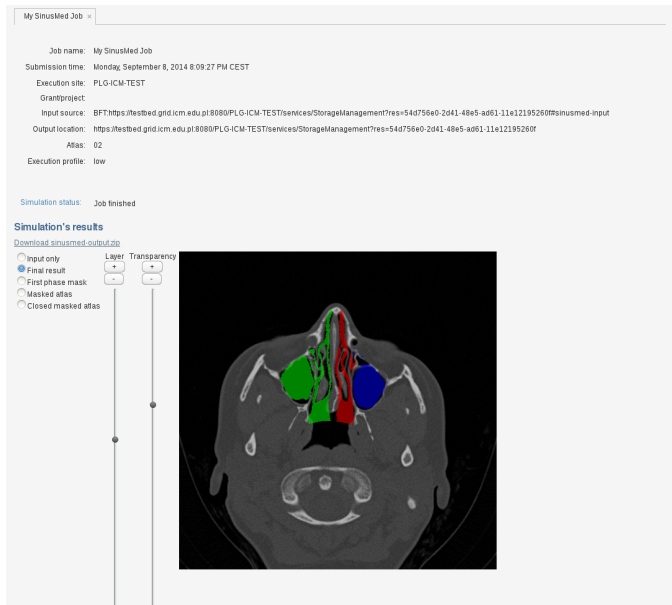 My SinusMed Job ×
Job name: My SinusMed Job
Submission time: Monday, September 8, 2014 8:09:27 PM CEST
Execution site: PLG-ICM-TEST
Grant/project:
Input source: BFT:https://testbed.grid.icm.edu.pl:8080/PLG-ICM-TEST/services/StorageManagement?res=54d756e0-2d41-48e5-ad61-11e12195260f#sinusmed-input
Output location: https://testbed.grid.icm.edu.pl:8080/PLG-ICM-TEST/services/StorageManagement?res=54d756e0-2d41-48e5-ad61-11e12195260f
Atlas: 02
Execution profile: low
Simulation status: Job finished
Simulation's results
Download sinusmed-output.zip
Input only
Final result
First phase mask
Masked atlas
Closed masked atlas
Layer Transparency
+ +
- -